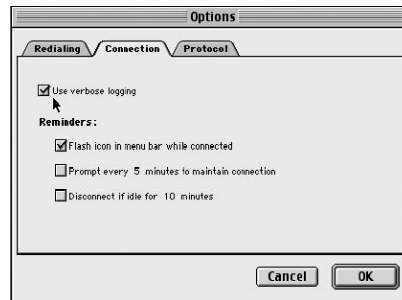 Options
Redialing Connection Protocol
Use verbose logging
Reminders:
Flash icon in menu bar while connected
Prompt every 5 minutes to maintain connection
Disconnect if idle for 10 minutes
Cancel OK